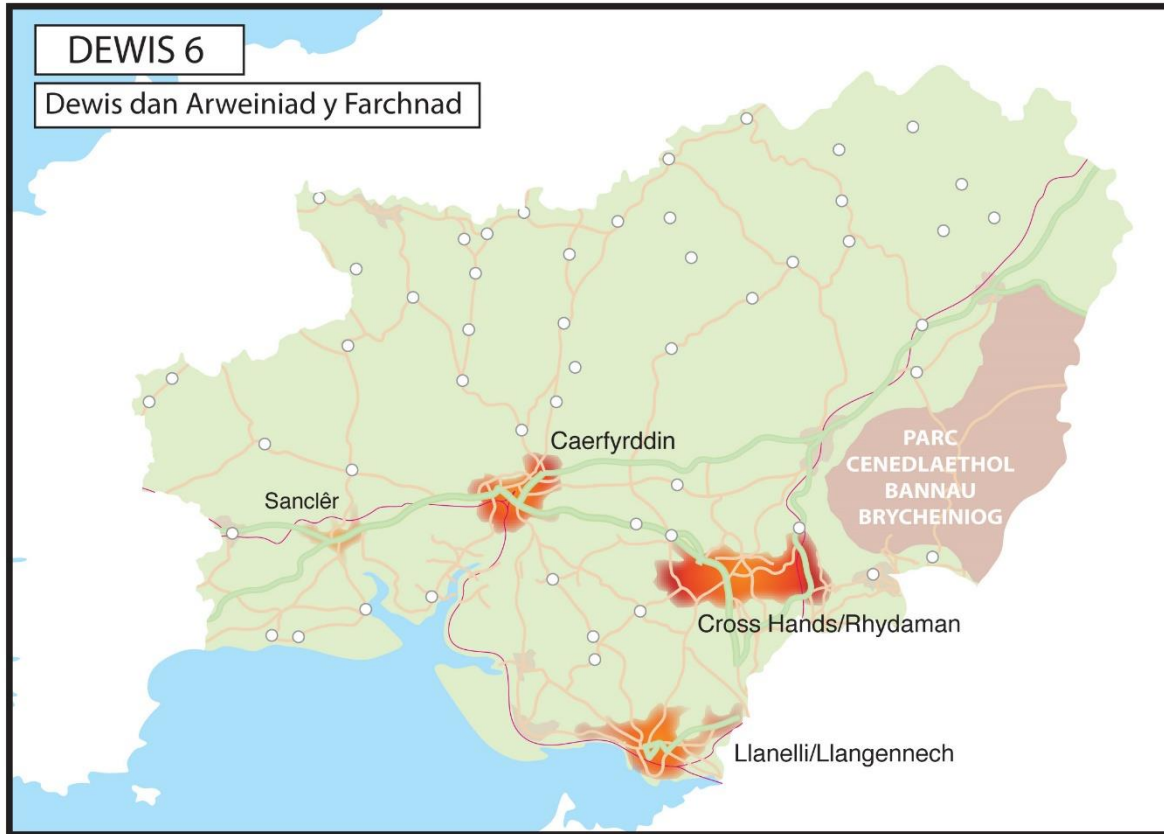 DEWIS 6
Dewis dan Arweiniad y Farchnad
Caerfyrddin
PARC
CENEDLAETHOL
BANNAU
BRYCHEINIOG
Sanclêr
Cross Hands/Rhydaman
Llanelli/Llangennech